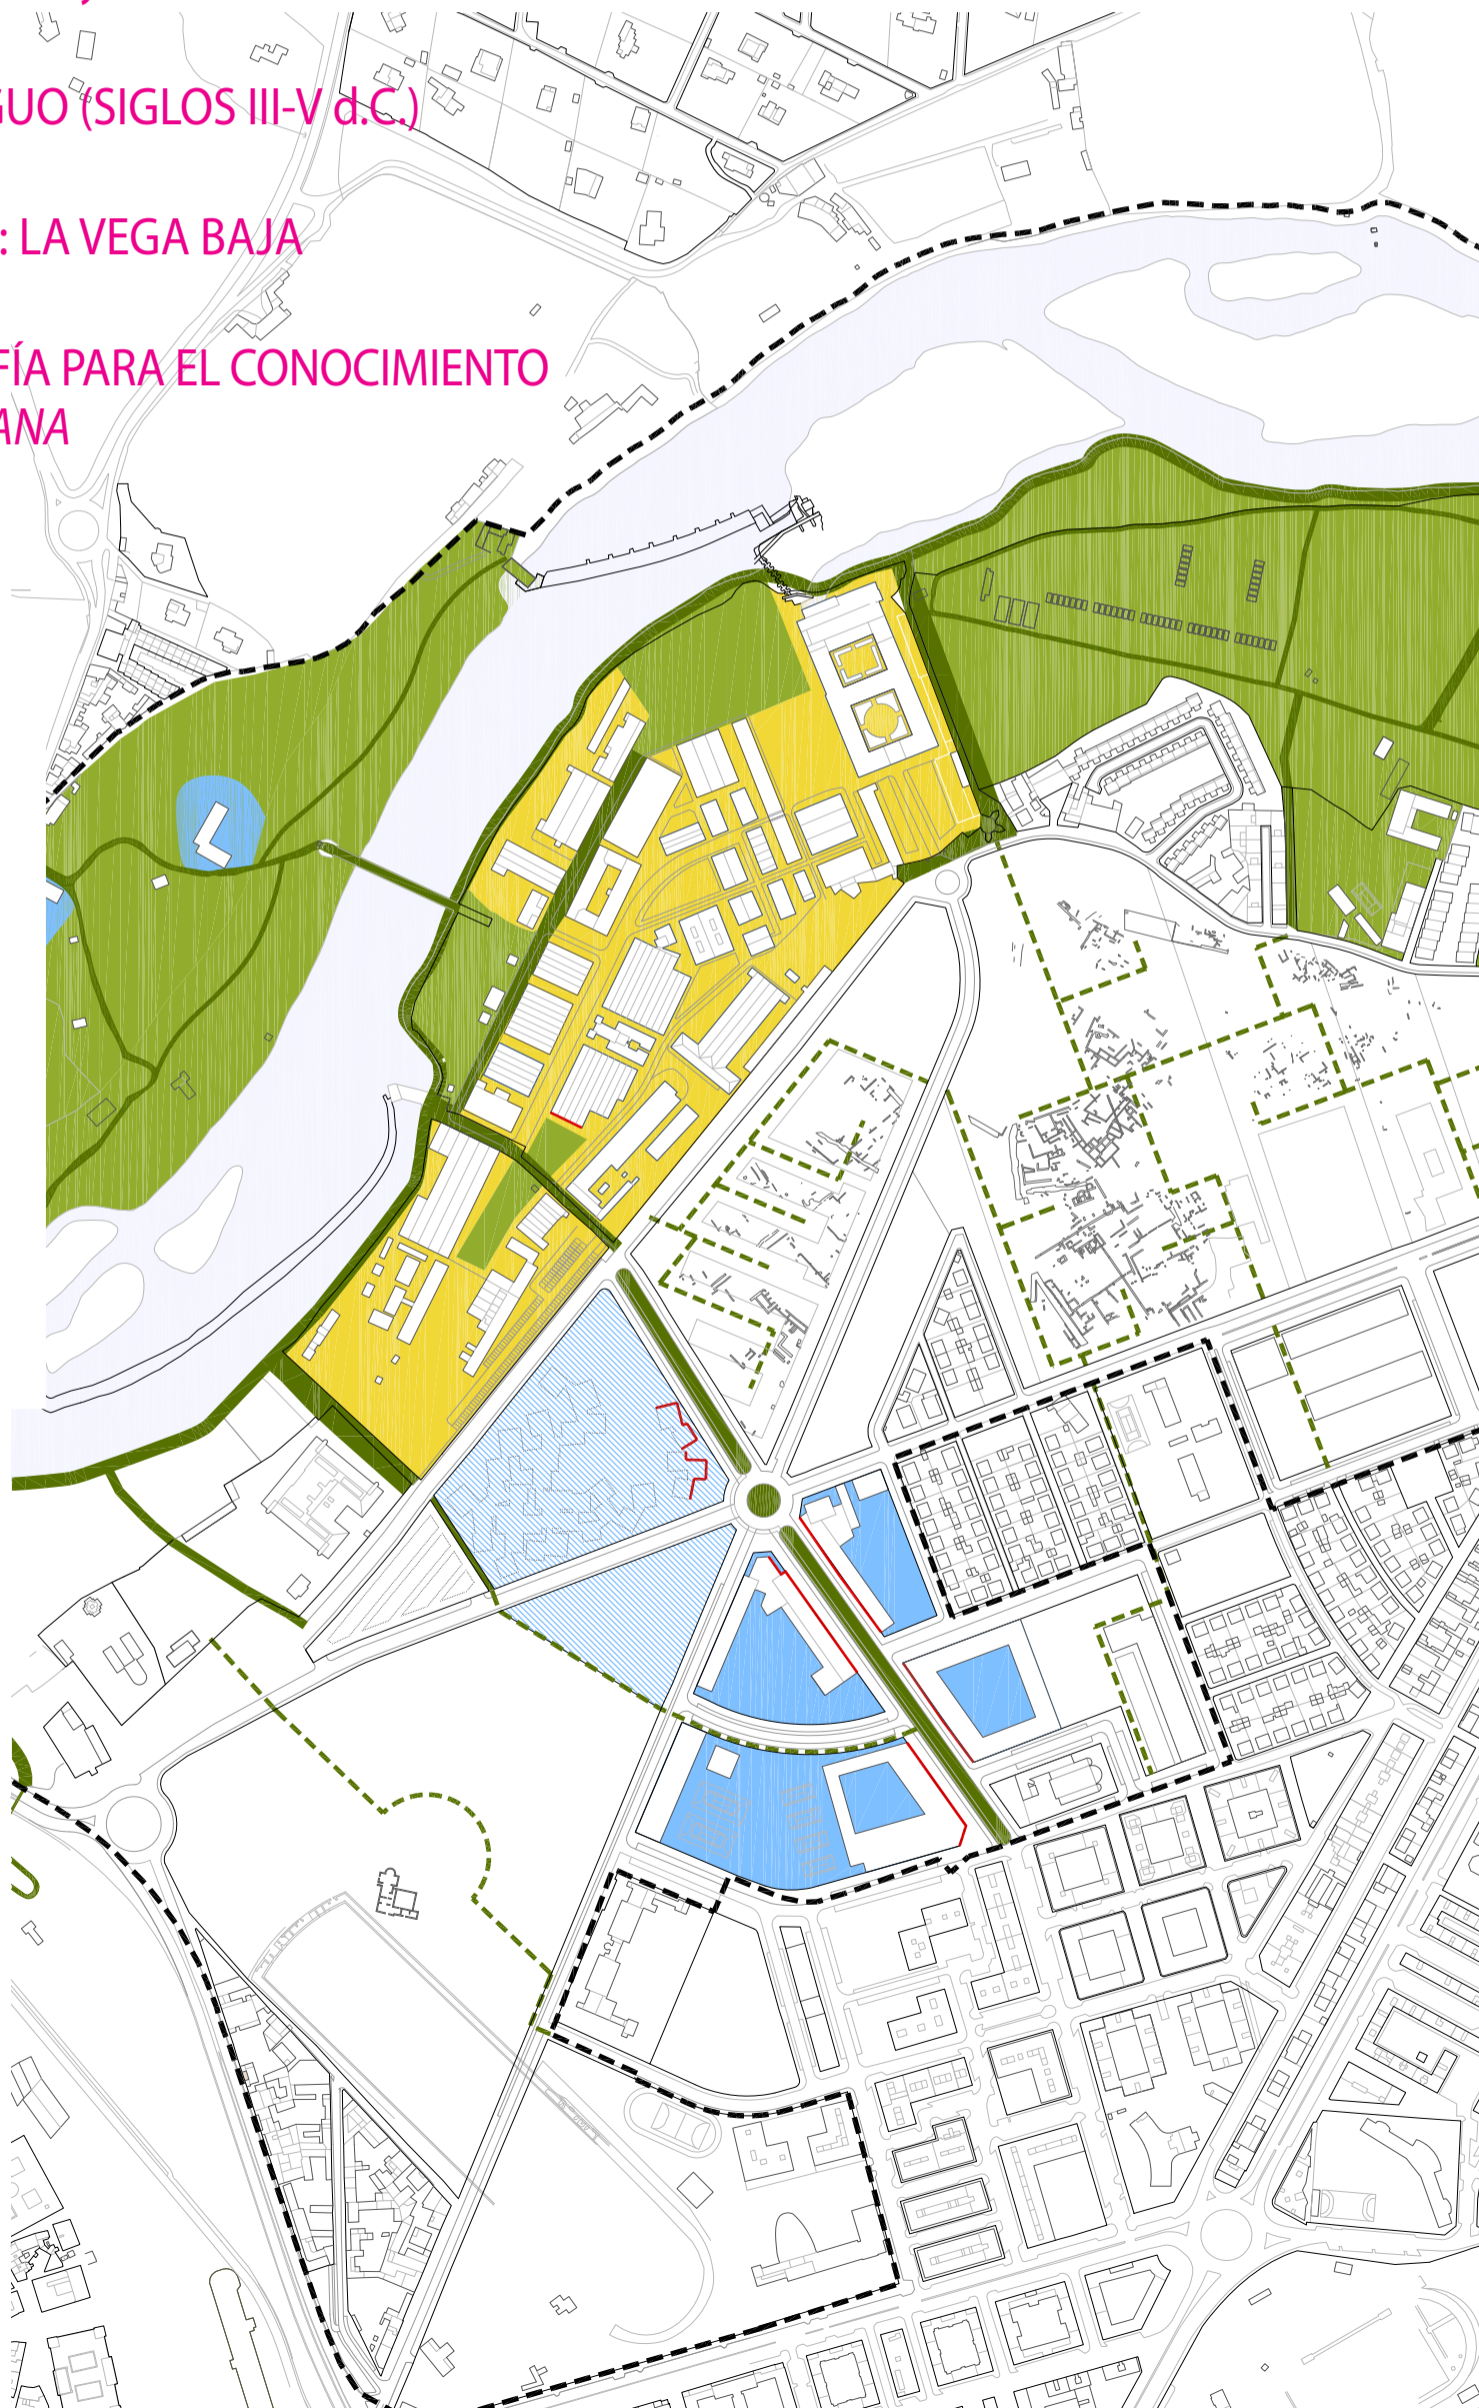 GUO (SIGLOS III-V d.C.)
: LA VEGA BAJA
FÍA PARA EL CONOCIMIENTO
ANA